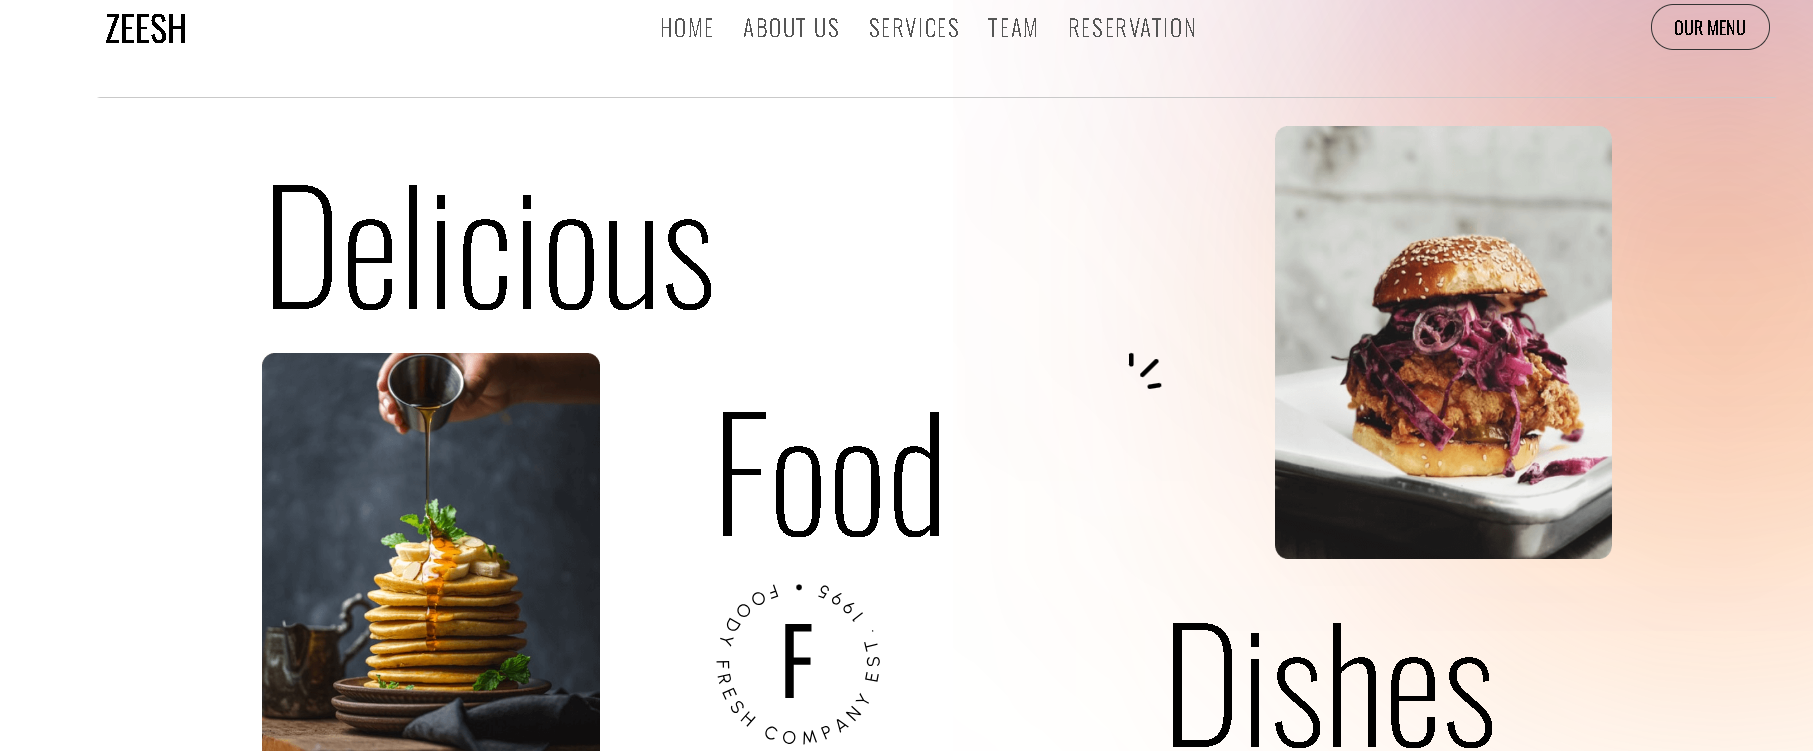 ZEESH
HOME ABOUT US SERVICES TEAM RESERVATION
OUR MENU
Delicious
Food
F
FOODY FRESH COMPANY EST. 1995 •
Dishes